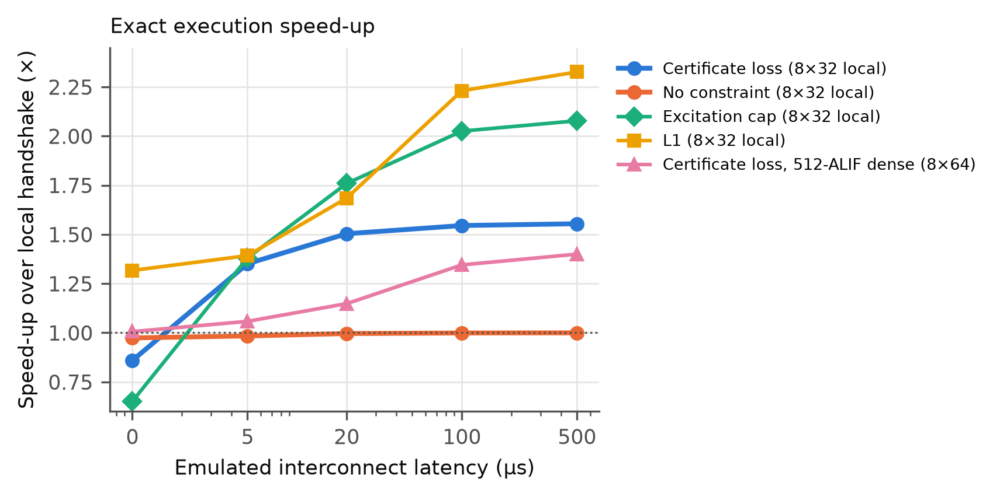 Exact execution speed-up
Speed-up over local handshake (×)
2.25
2.00
1.75
1.50
1.25
1.00
0.75
0
5
20
100
500
Emulated interconnect latency (µs)
Certificate loss (8×32 local)
No constraint (8×32 local)
Excitation cap (8×32 local)
L1 (8×32 local)
Certificate loss, 512-ALIF dense (8×64)